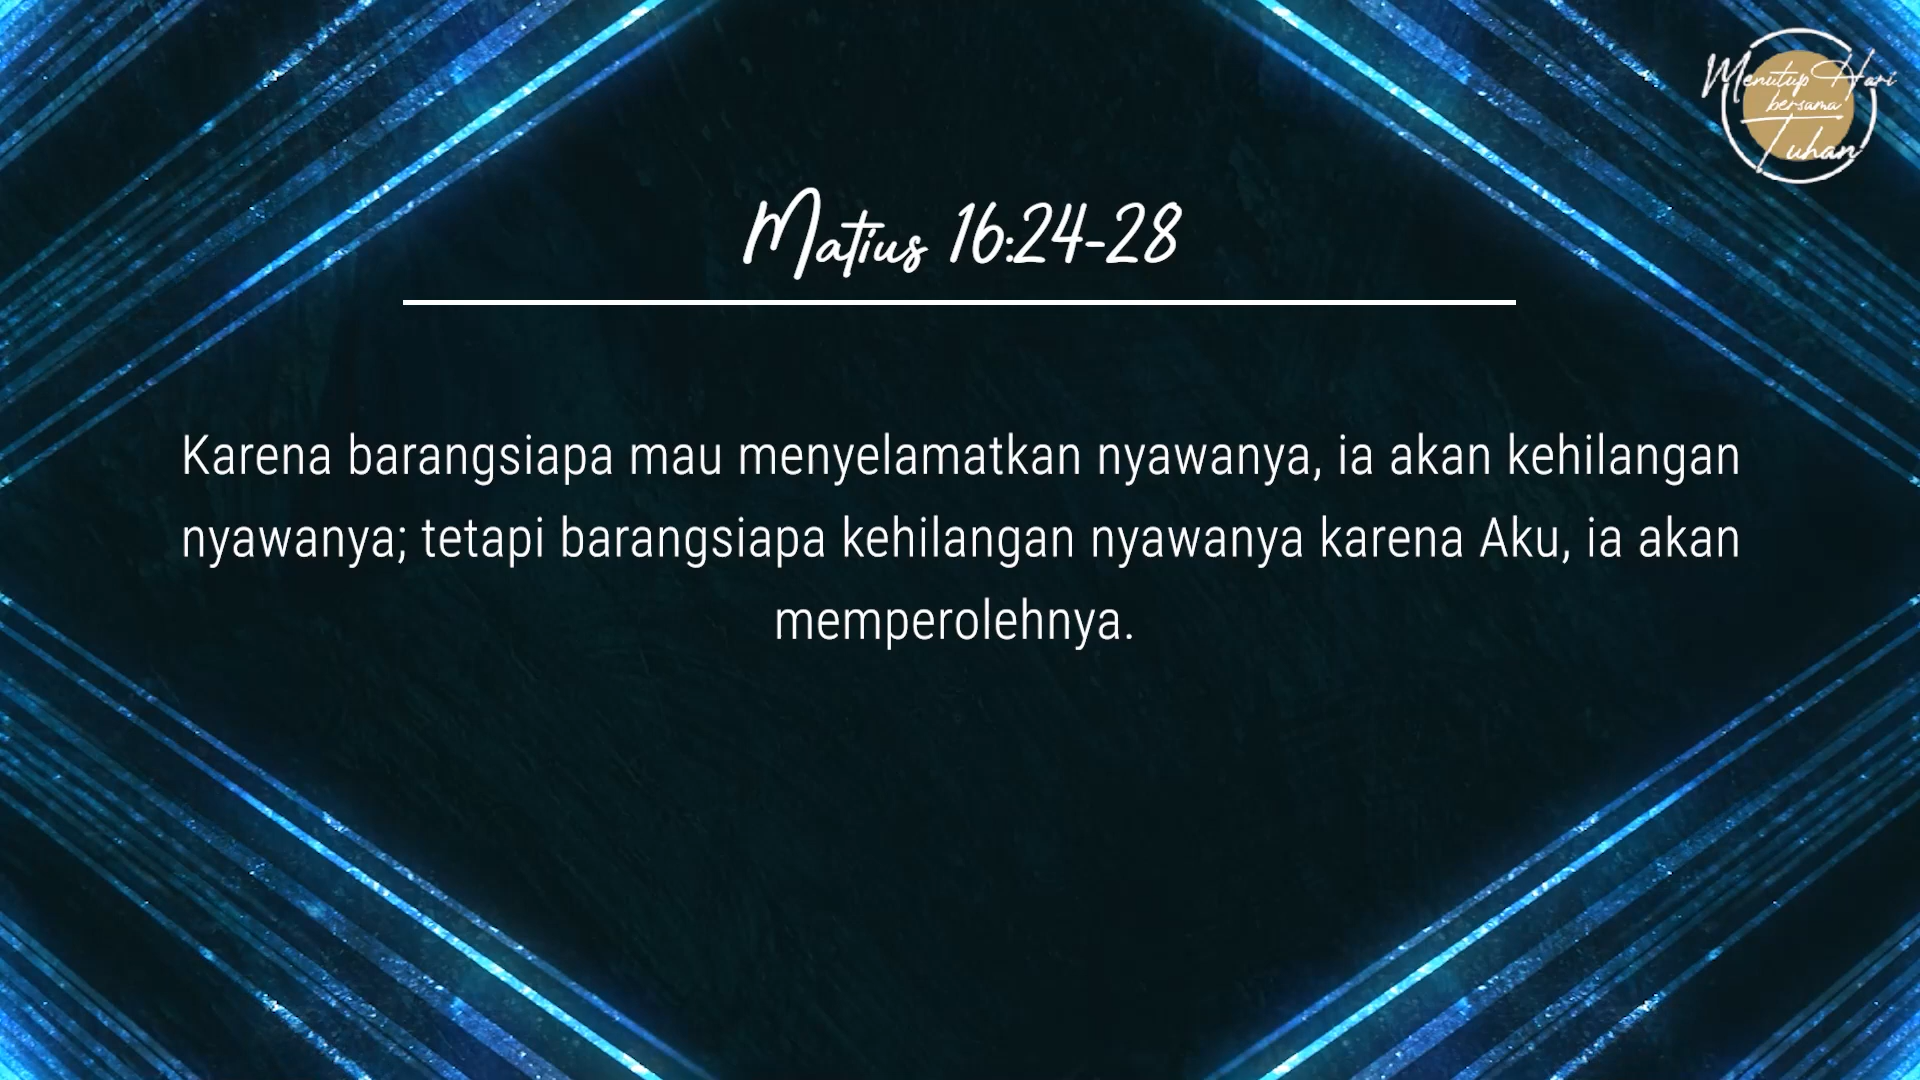 Menutup Hari
bersama
Tuhan
Matius 16:24-28
Karena barangsiapa mau menyelamatkan nyawanya, ia akan kehilangan
nyawanya; tetapi barangsiapa kehilangan nyawanya karena Aku, ia akan
memperolehnya.